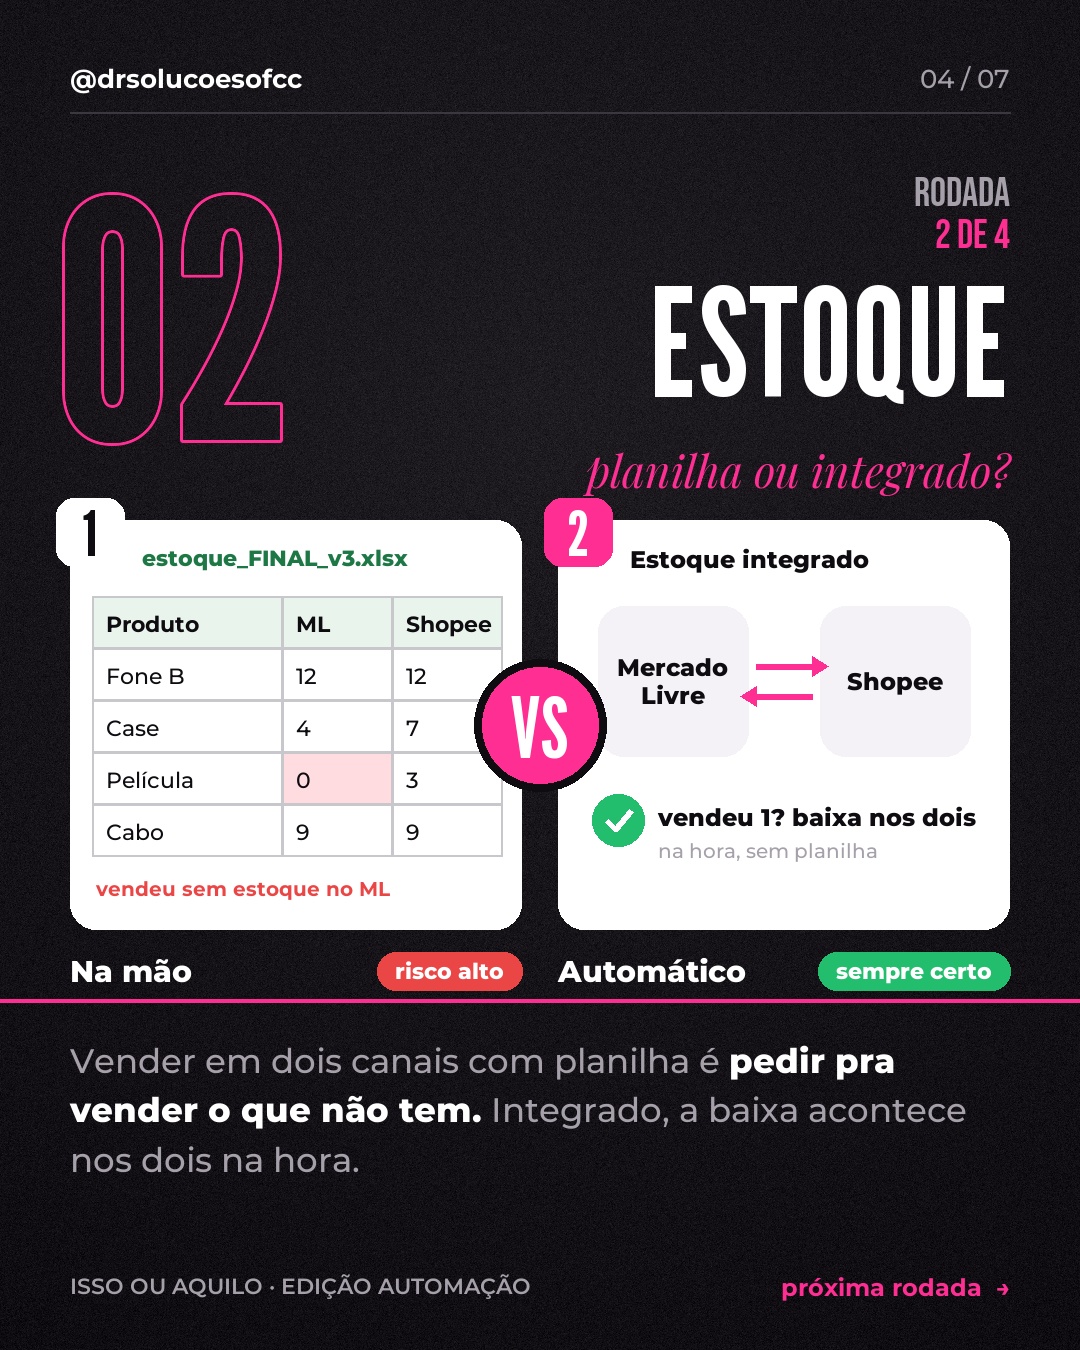 @drsolucoesofcc
04 / 07
02
RODADA
2 DE 4
ESTOQUE
planilha ou integrado?
1
estoque_FINAL_v3.xlsx
Produto ML Shopee
Fone B 12 12
Case 4 7
Película 0 3
Cabo 9 9
vendeu sem estoque no ML
VS
2
Estoque integrado
Mercado
Livre
Shopee
vendeu 1? baixa nos dois
na hora, sem planilha
Na mão
risco alto
Automático
sempre certo
Vender em dois canais com planilha é pedir pra
vender o que não tem. Integrado, a baixa acontece
nos dois na hora.
ISSO OU AQUILO · EDIÇÃO AUTOMAÇÃO
próxima rodada →